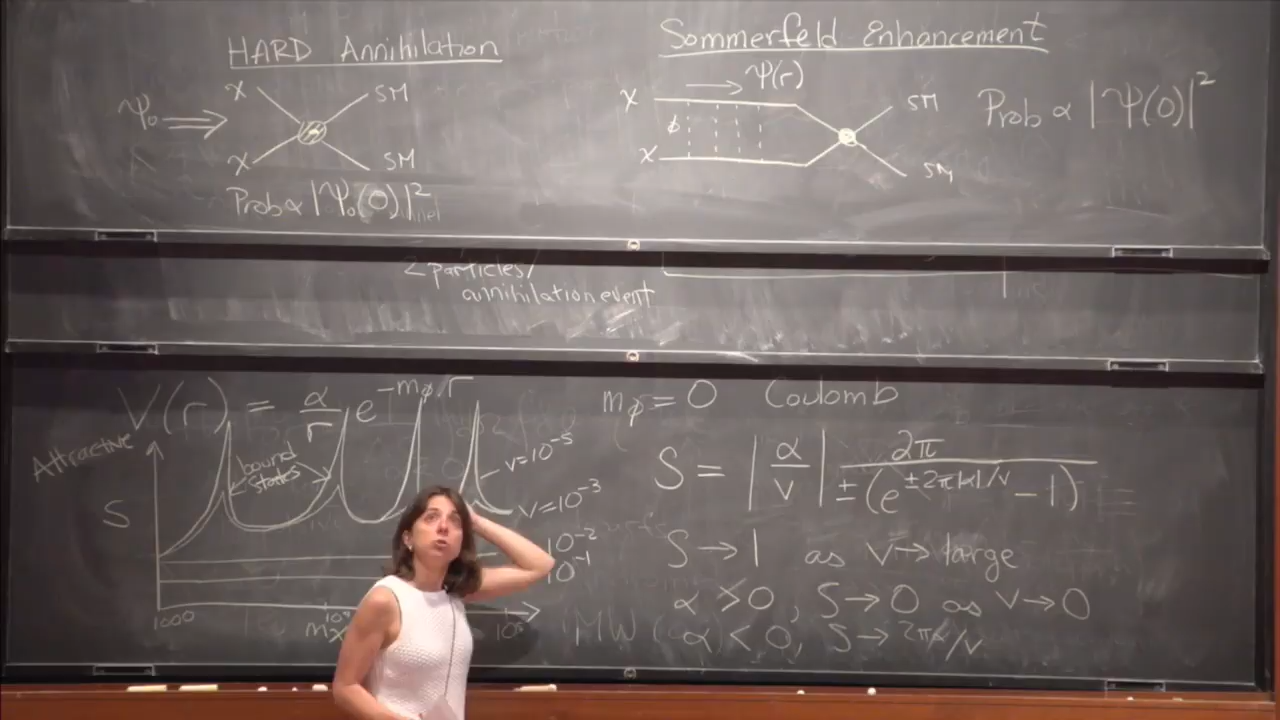 HARD Annihilation
Ψ₀ ⟹
χ
SM
χ
SM
Prob ∝ |Ψ₀(0)|²
Sommerfeld Enhancement
Ψ(r)
χ
ϕ
χ
SM
SM
Prob ∝ |Ψ(0)|²
2 particles/
annihilation event
V(r) = α/r e^(-m_ϕ r)
Attractive
S
bound
states
v=10⁻⁵
v=10⁻³
10⁻²
10⁻¹
1000
m_χ
10⁵
m_ϕ = 0 Coulomb
S = |α/v| 2π / ±(e^(±2π|α|/v) − 1)
S → 1 as v → large
α > 0, S → 0 as v → 0
α < 0, S → 2πα/v